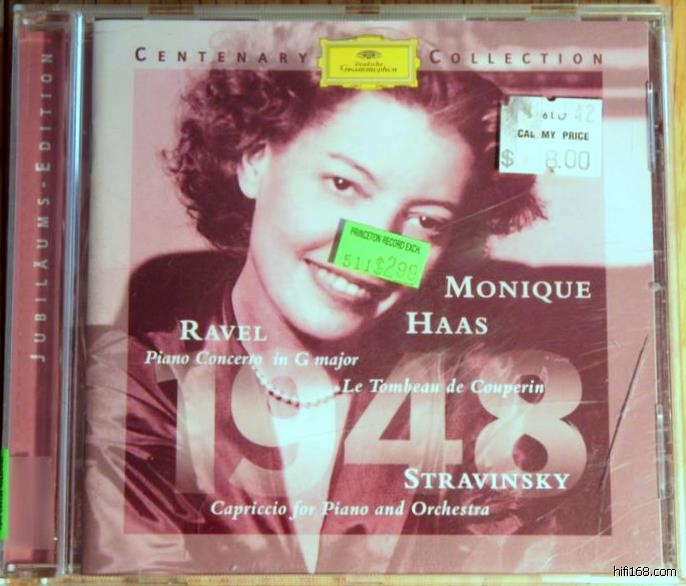 CENTENARY
Deutsche
Grammophon
COLLECTION
JUBILÄUMS-EDITION
MY PRICE
$ 8.00
PRINCETON RECORD EXCH.
511$2.99
MONIQUE
HAAS
RAVEL
Piano Concerto in G major
Le Tombeau de Couperin
1948
STRAVINSKY
Capriccio for Piano and Orchestra
hifi168.com